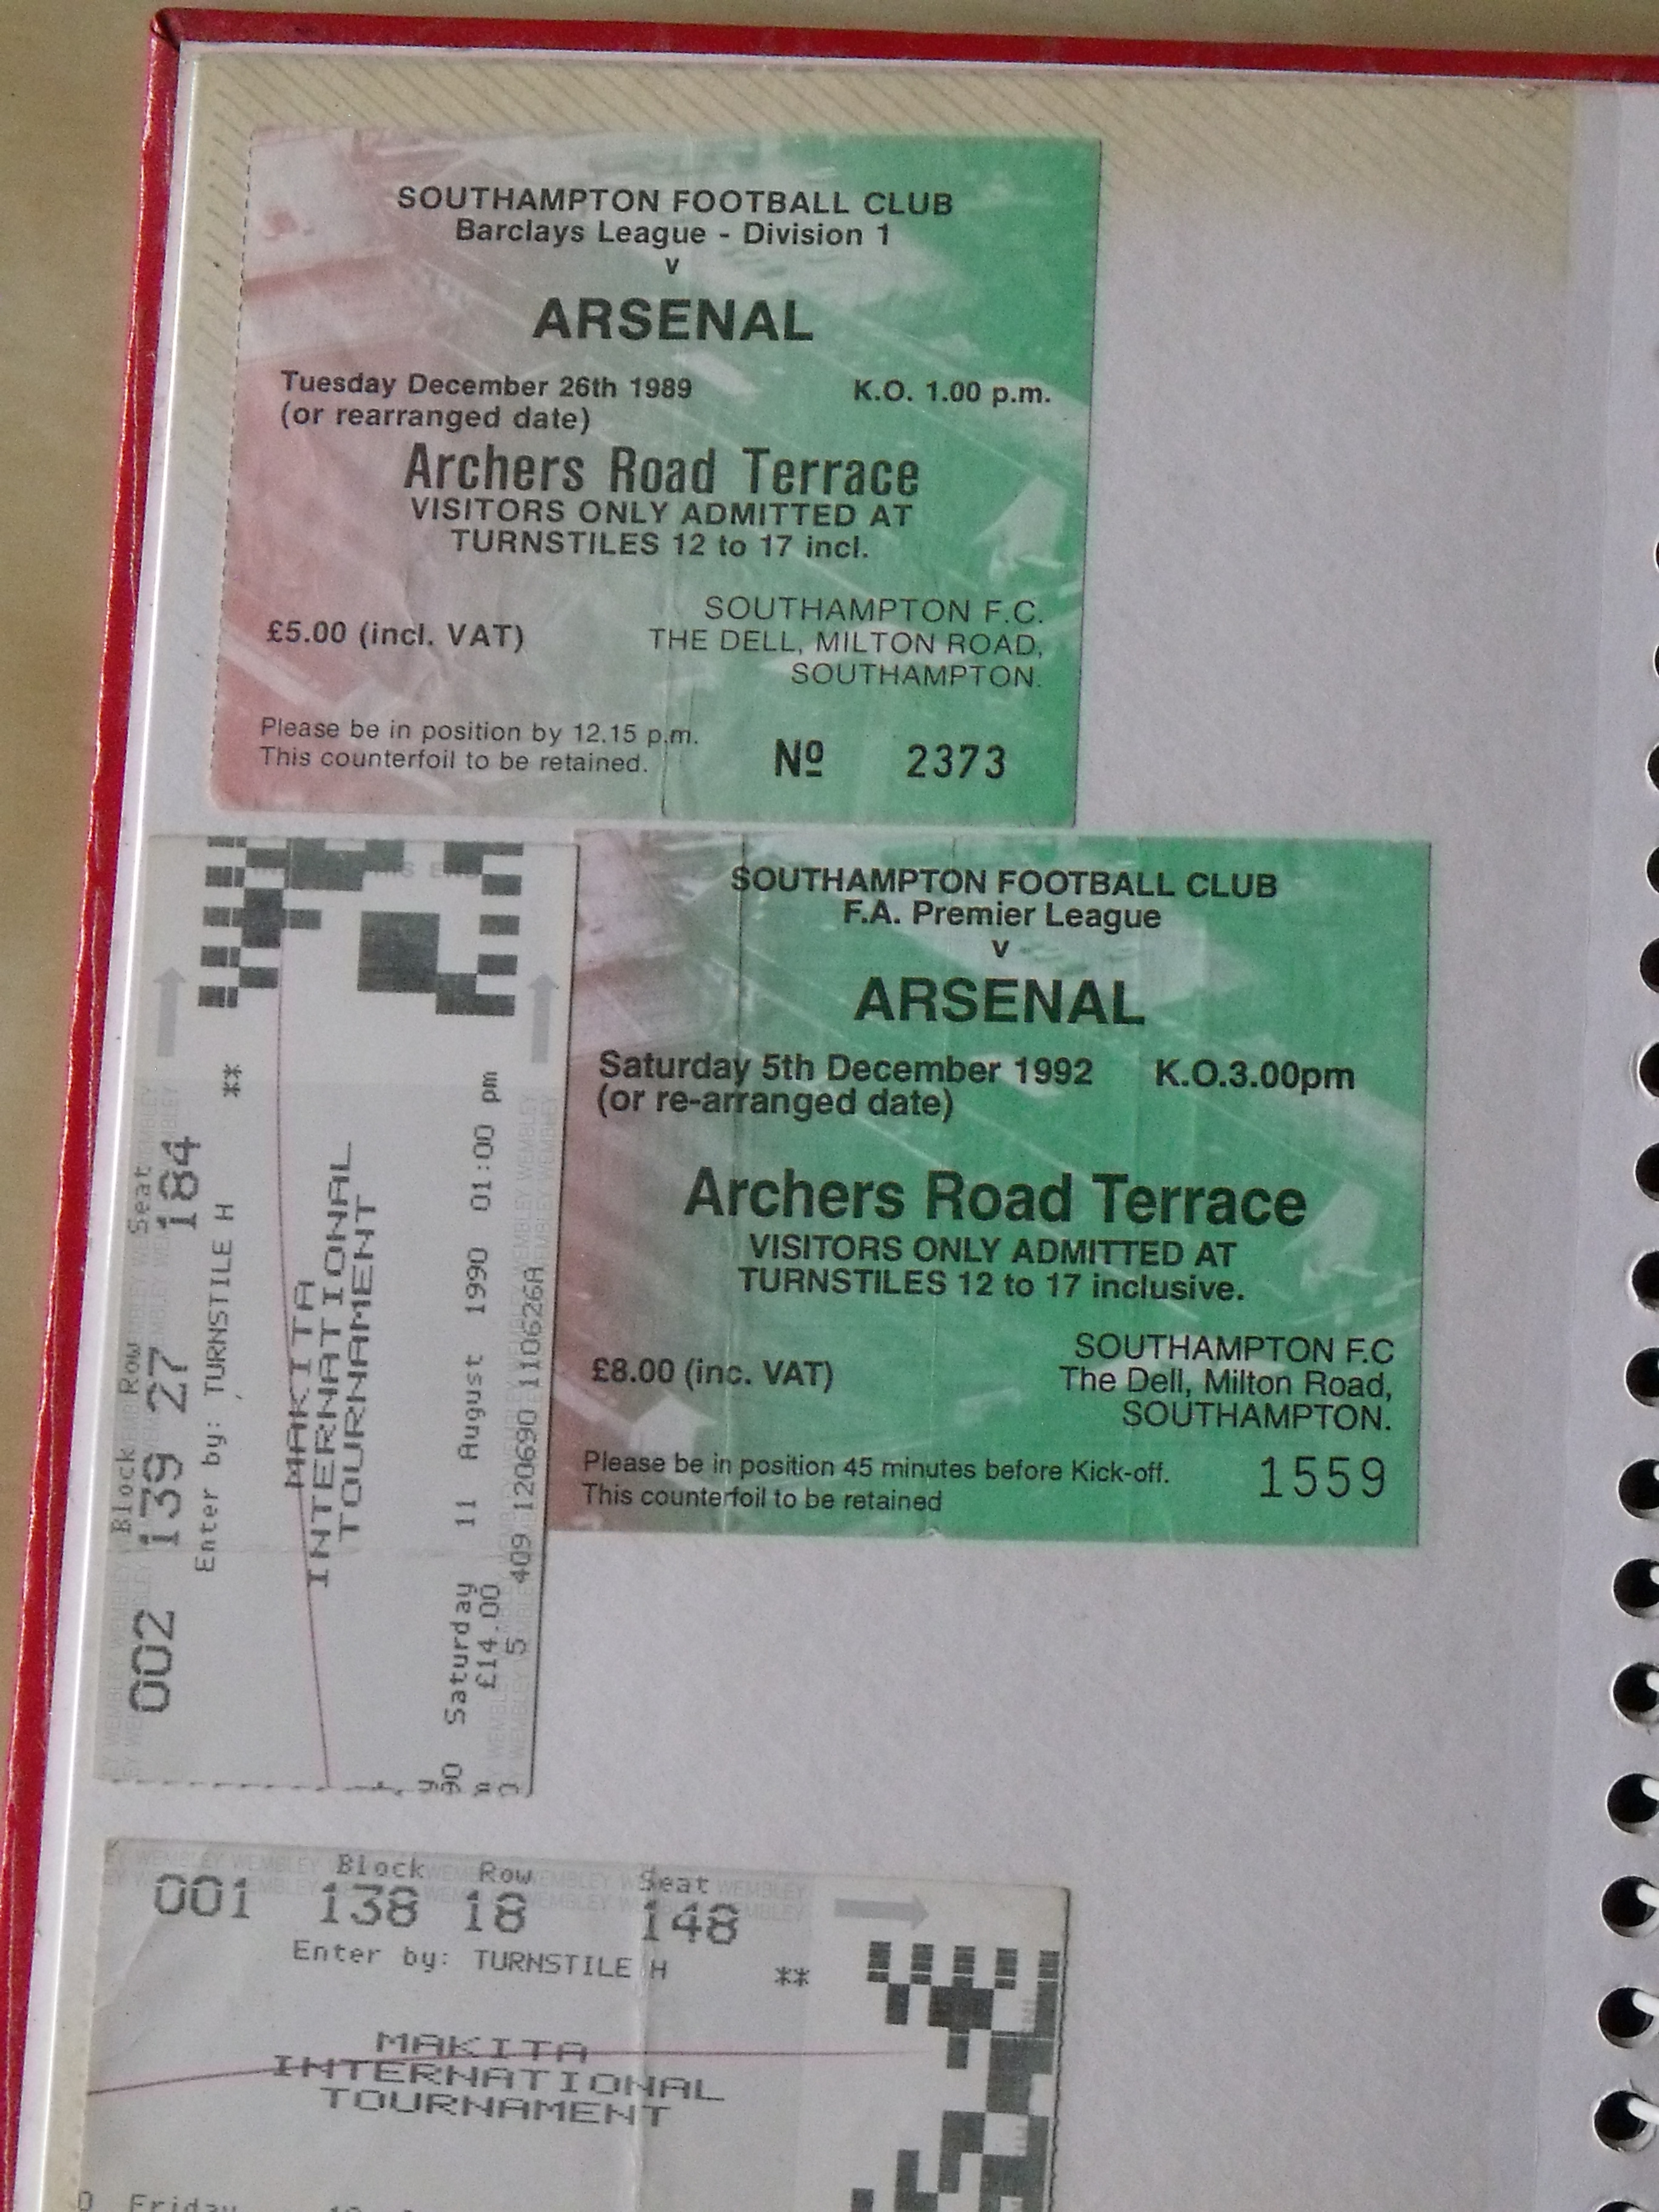 SOUTHAMPTON FOOTBALL CLUB
Barclays League - Division 1
v
ARSENAL
Tuesday December 26th 1989 K.O. 1.00 p.m.
(or rearranged date)
Archers Road Terrace
VISITORS ONLY ADMITTED AT
TURNSTILES 12 to 17 incl.
SOUTHAMPTON F.C.
£5.00 (incl. VAT) THE DELL, MILTON ROAD,
SOUTHAMPTON.
Please be in position by 12.15 p.m.
This counterfoil to be retained. Nº 2373
Block Row Seat
002 139 27 184
Enter by: TURNSTILE H **
MAKITA
INTERNATIONAL
TOURNAMENT
Saturday 11 August 1990 01:00 pm
£14.00
5 409 120690 110626A
SOUTHAMPTON FOOTBALL CLUB
F.A. Premier League
v
ARSENAL
Saturday 5th December 1992 K.O.3.00pm
(or re-arranged date)
Archers Road Terrace
VISITORS ONLY ADMITTED AT
TURNSTILES 12 to 17 inclusive.
SOUTHAMPTON F.C
£8.00 (inc. VAT) The Dell, Milton Road,
SOUTHAMPTON.
Please be in position 45 minutes before Kick-off. 1559
This counterfoil to be retained
Block Row Seat
001 138 18 148
Enter by: TURNSTILE H **
MAKITA
INTERNATIONAL
TOURNAMENT
Friday